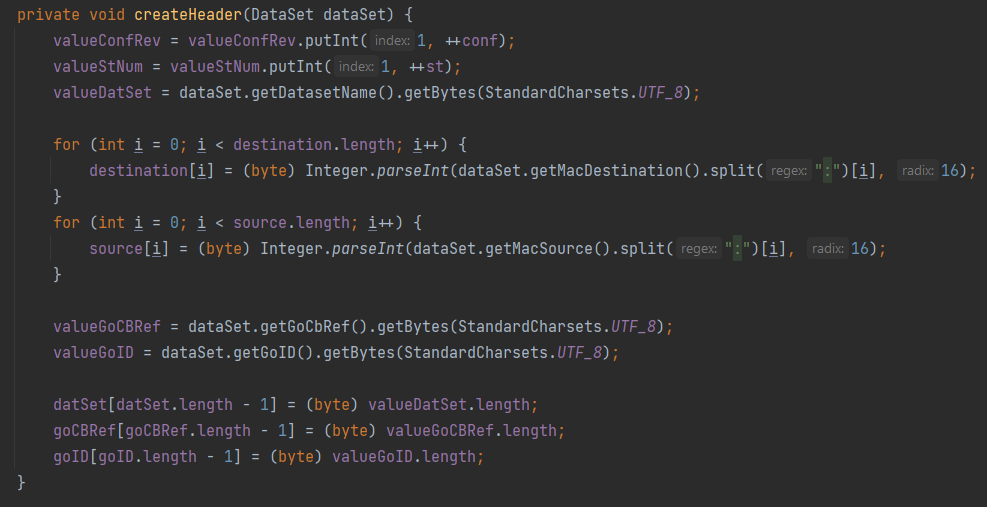 private void createHeader(DataSet dataSet) {
    valueConfRev = valueConfRev.putInt( index: 1, ++conf);
    valueStNum = valueStNum.putInt( index: 1, ++st);
    valueDatSet = dataSet.getDatasetName().getBytes(StandardCharsets.UTF_8);

    for (int i = 0; i < destination.length; i++) {
        destination[i] = (byte) Integer.parseInt(dataSet.getMacDestination().split( regex: ":")[i], radix: 16);
    }
    for (int i = 0; i < source.length; i++) {
        source[i] = (byte) Integer.parseInt(dataSet.getMacSource().split( regex: ":")[i], radix: 16);
    }

    valueGoCBRef = dataSet.getGoCbRef().getBytes(StandardCharsets.UTF_8);
    valueGoID = dataSet.getGoID().getBytes(StandardCharsets.UTF_8);

    datSet[datSet.length - 1] = (byte) valueDatSet.length;
    goCBRef[goCBRef.length - 1] = (byte) valueGoCBRef.length;
    goID[goID.length - 1] = (byte) valueGoID.length;
}